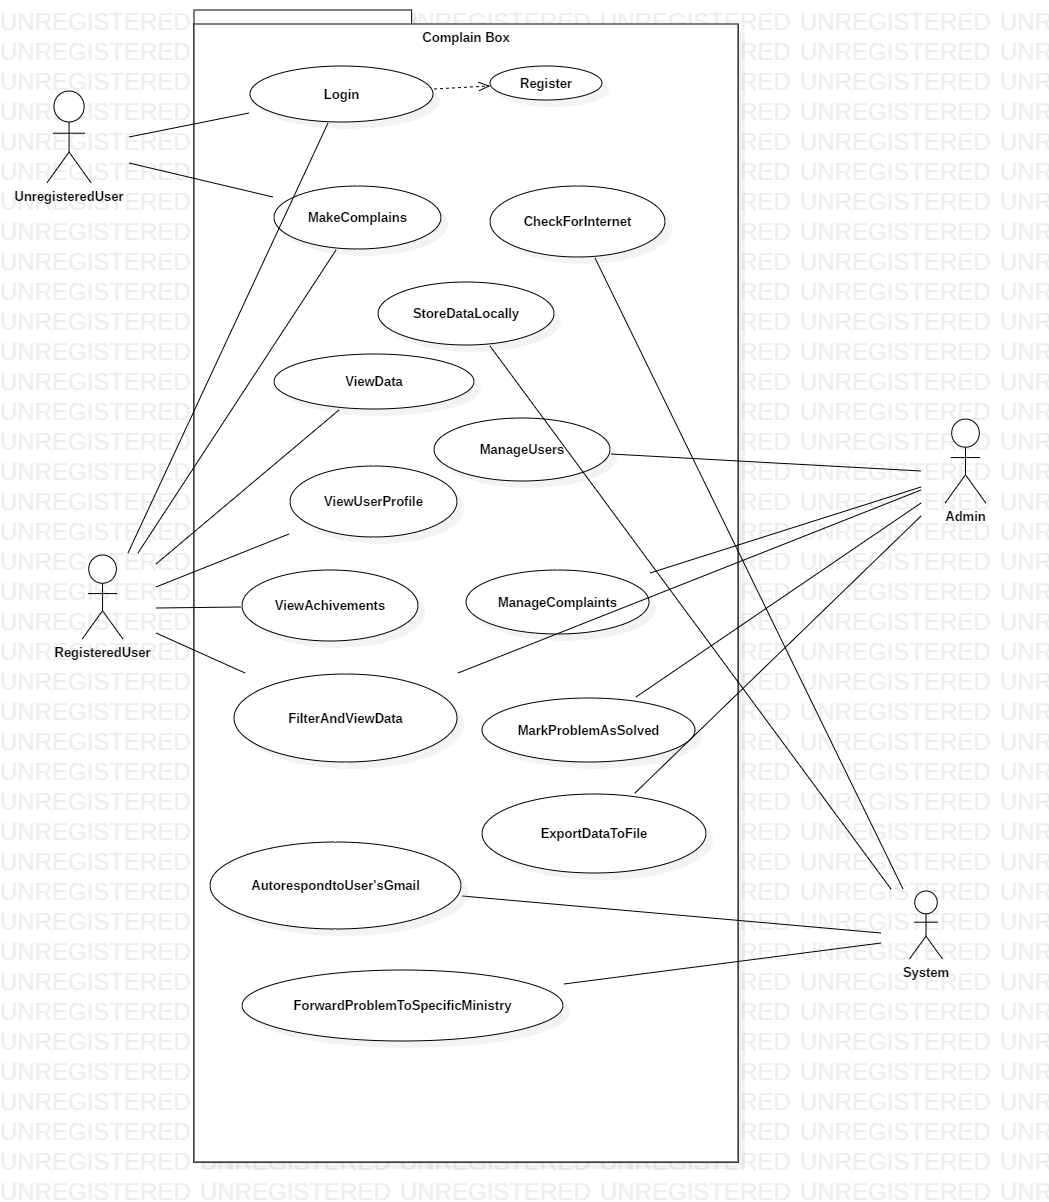 Complain Box
Login
Register
UnregisteredUser
MakeComplains
CheckForInternet
StoreDataLocally
ViewData
ManageUsers
ViewUserProfile
Admin
ViewAchivements
ManageComplaints
RegisteredUser
FilterAndViewData
MarkProblemAsSolved
ExportDataToFile
AutorespondtoUser'sGmail
System
ForwardProblemToSpecificMinistry
UNREGISTERED